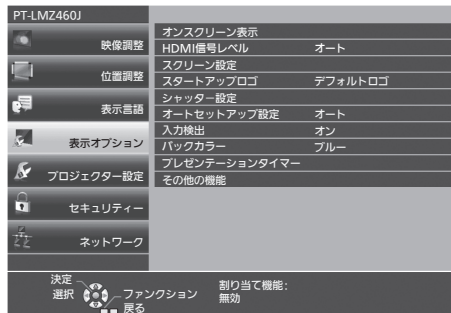 PT-LMZ460J
映像調整
位置調整
表示言語
表示オプション
プロジェクター設定
セキュリティー
ネットワーク
オンスクリーン表示
HDMI信号レベル オート
スクリーン設定
スタートアップロゴ デフォルトロゴ
シャッター設定
オートセットアップ設定 オート
入力検出 オン
バックカラー ブルー
プレゼンテーションタイマー
その他の機能
決定
選択
ファンクション
戻る
割り当て機能:
無効